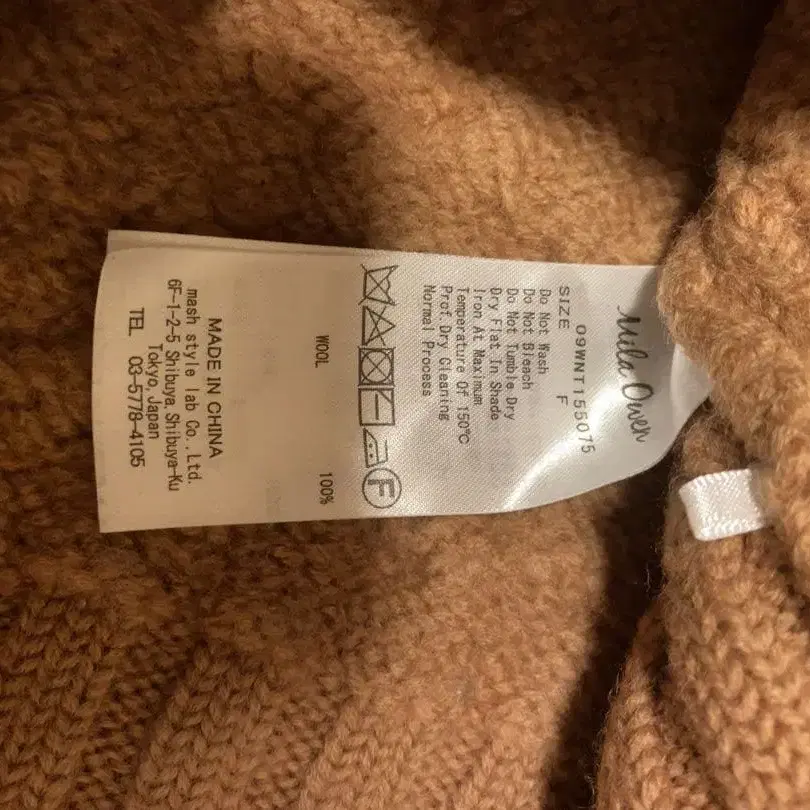 Mila Owen
09WNT155075
SIZE F
Do Not Wash
Do Not Bleach
Do Not Tumble Dry
Dry Flat In Shade
Iron At Maximum
Temperature Of 150℃
Prof. Dry Cleaning
Normal Process
F
WOOL 100%
MADE IN CHINA
mash style lab Co., Ltd.
6F-1-2-5 Shibuya, Shibuya-Ku
Tokyo, Japan
TEL 03-5778-4105